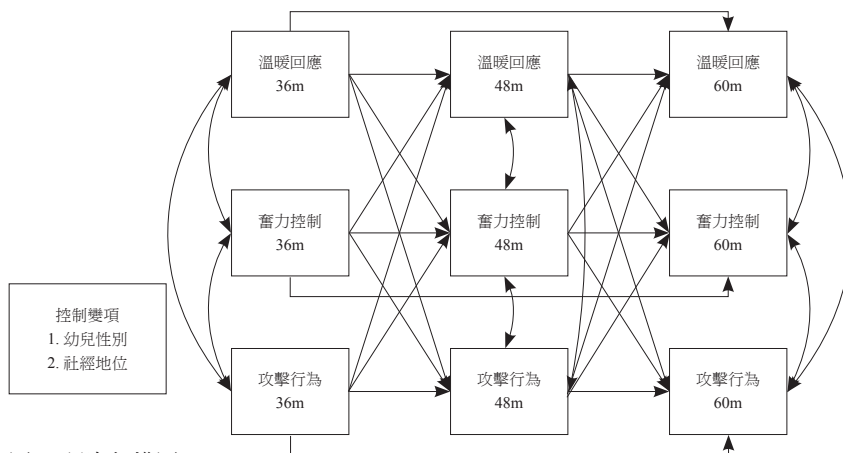 溫暖回應
36m
溫暖回應
48m
溫暖回應
60m
奮力控制
36m
奮力控制
48m
奮力控制
60m
控制變項
1. 幼兒性別
2. 社經地位
攻擊行為
36m
攻擊行為
48m
攻擊行為
60m